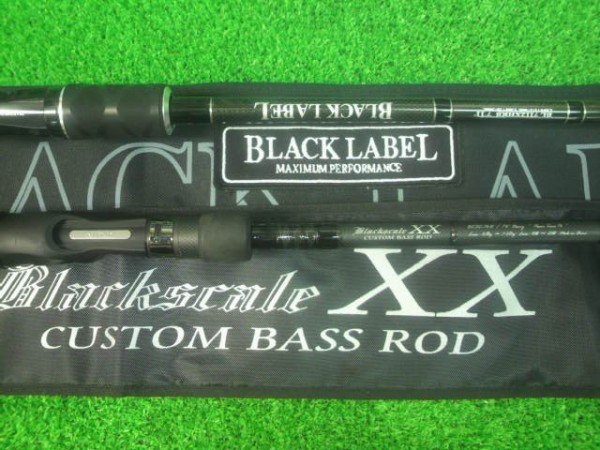 BLACK LABEL
BLACK LABEL
MAXIMUM PERFORMANCE
Blackscale XX
CUSTOM BASS ROD
Blackscale XX
CUSTOM BASS ROD